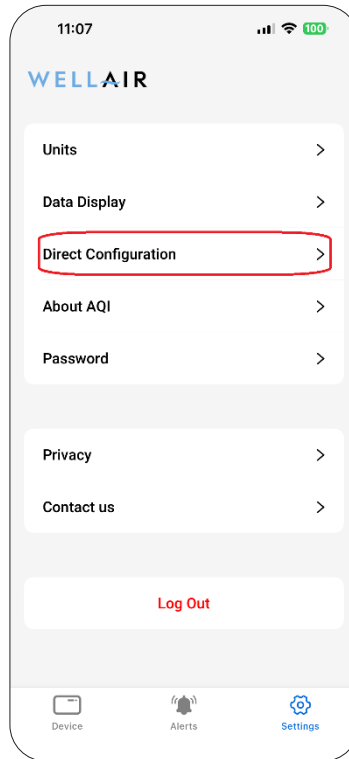 11:07
100
WELLAIR
Units
Data Display
Direct Configuration
About AQI
Password
Privacy
Contact us
Log Out
Device
Alerts
Settings